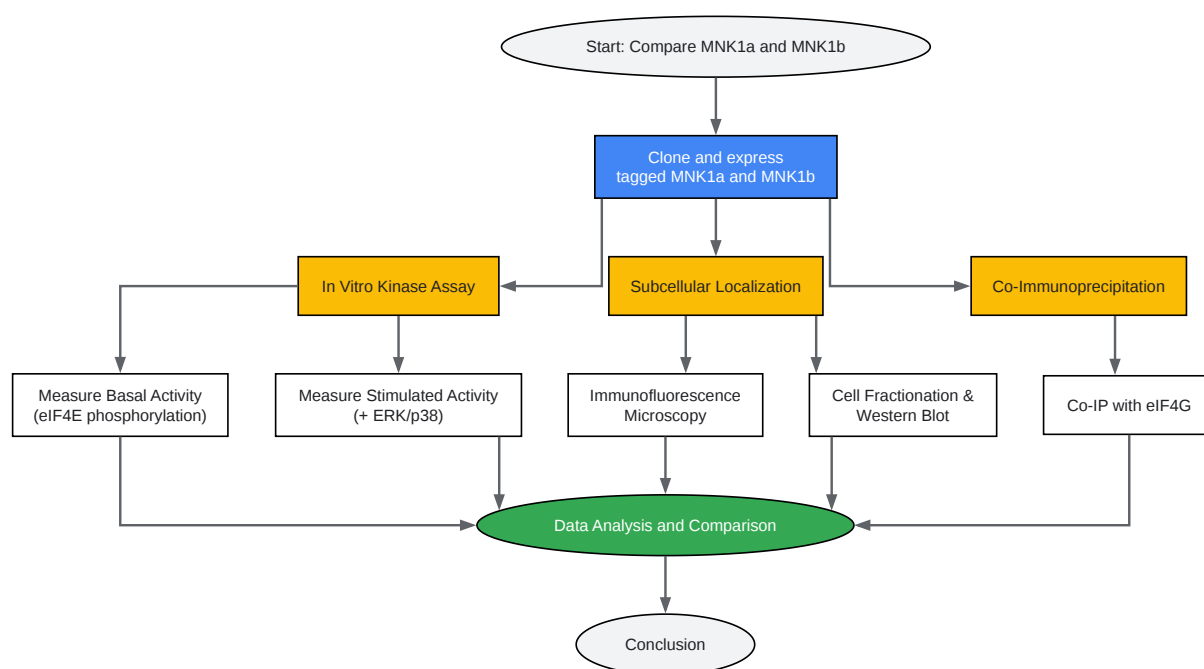 Start: Compare MNK1a and MNK1b
Clone and express
tagged MNK1a and MNK1b
In Vitro Kinase Assay
Subcellular Localization
Co-Immunoprecipitation
Measure Basal Activity
(eIF4E phosphorylation)
Measure Stimulated Activity
(+ ERK/p38)
Immunofluorescence
Microscopy
Cell Fractionation &
Western Blot
Co-IP with eIF4G
Data Analysis and Comparison
Conclusion